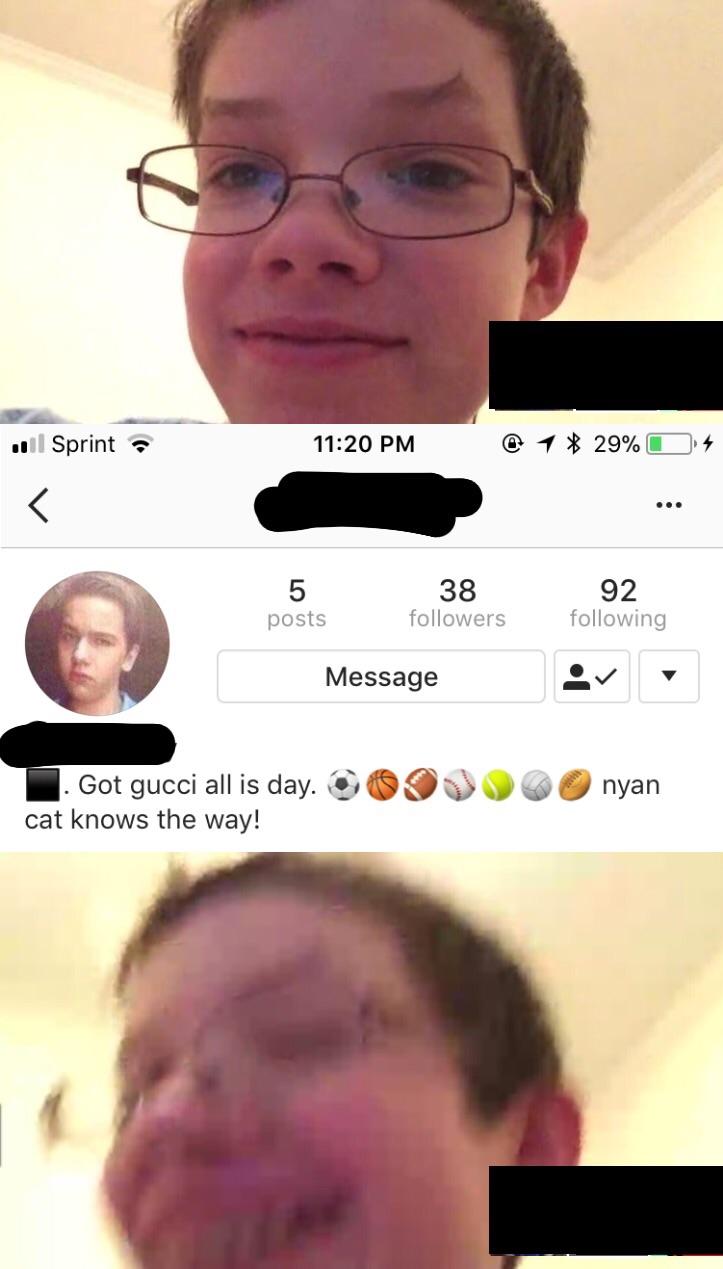 Sprint 11:20 PM 29%
5 38 92
posts followers following
Message
. Got gucci all is day. ⚽🏀🏈⚾🎾🏐🏉 nyan
cat knows the way!